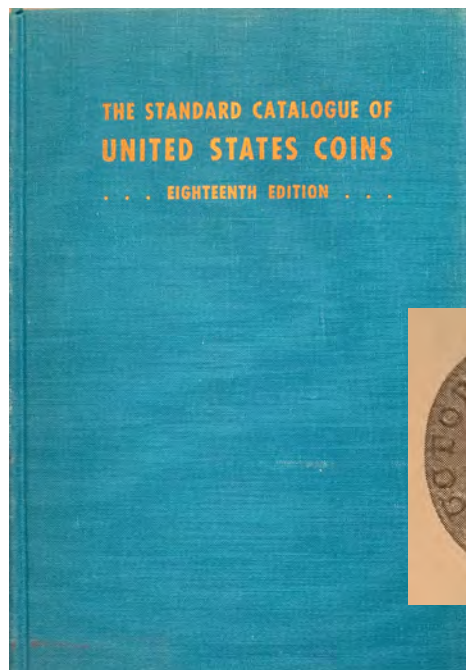 THE STANDARD CATALOGUE OF
UNITED STATES COINS
. . . EIGHTEENTH EDITION . . .